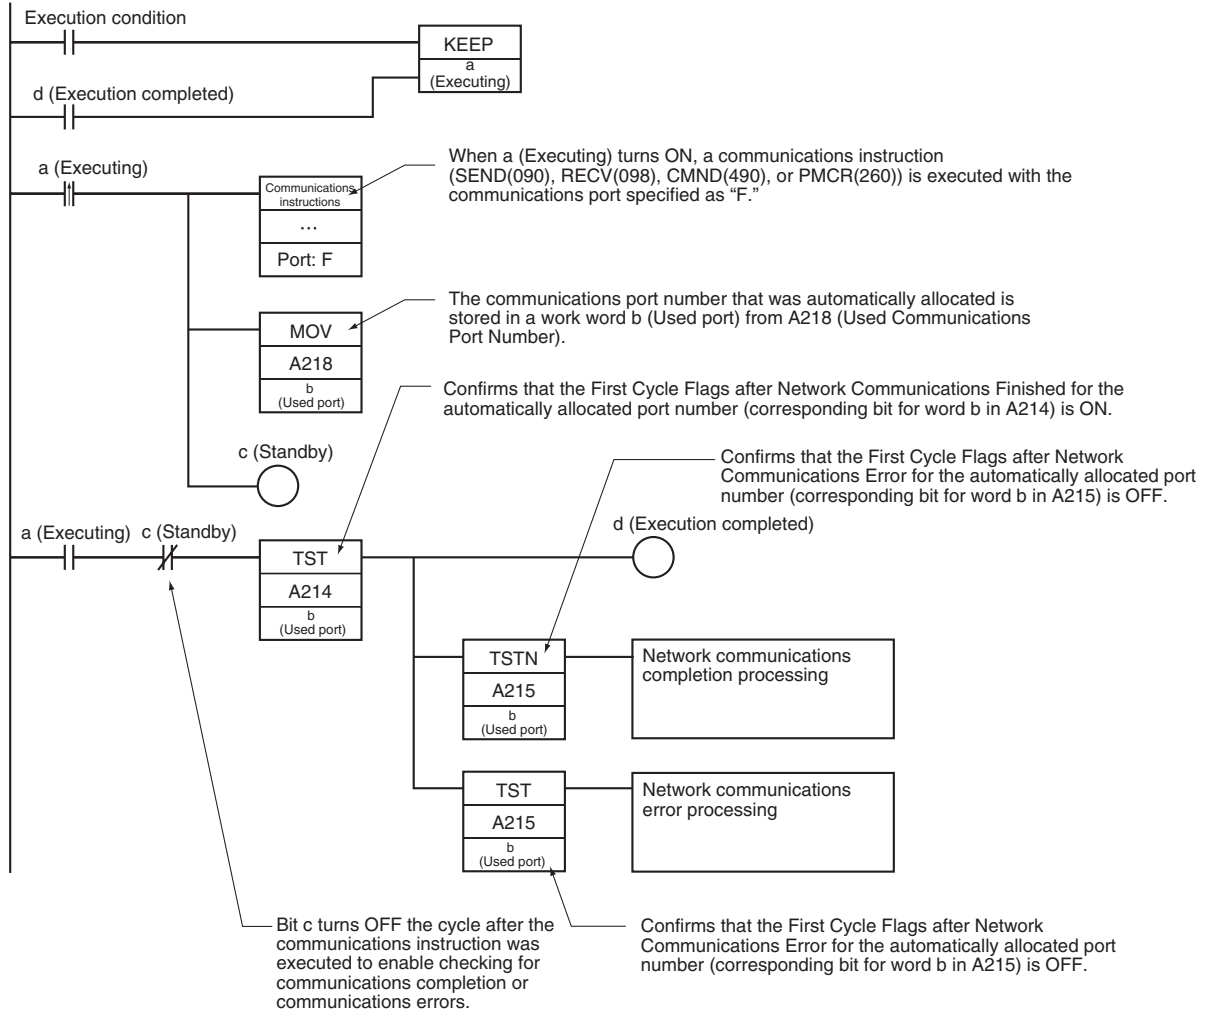 Execution condition
KEEP
a
(Executing)
d (Execution completed)
a (Executing)
Communications
instructions
...
Port: F
When a (Executing) turns ON, a communications instruction
(SEND(090), RECV(098), CMND(490), or PMCR(260)) is executed with the
communications port specified as “F.”
MOV
A218
b
(Used port)
The communications port number that was automatically allocated is
stored in a work word b (Used port) from A218 (Used Communications
Port Number).
Confirms that the First Cycle Flags after Network Communications Finished for the
automatically allocated port number (corresponding bit for word b in A214) is ON.
c (Standby)
Confirms that the First Cycle Flags after Network
Communications Error for the automatically allocated port
number (corresponding bit for word b in A215) is OFF.
a (Executing)
c (Standby)
TST
A214
b
(Used port)
d (Execution completed)
TSTN
A215
b
(Used port)
Network communications
completion processing
TST
A215
b
(Used port)
Network communications
error processing
Bit c turns OFF the cycle after the
communications instruction was
executed to enable checking for
communications completion or
communications errors.
Confirms that the First Cycle Flags after Network
Communications Error for the automatically allocated port
number (corresponding bit for word b in A215) is OFF.